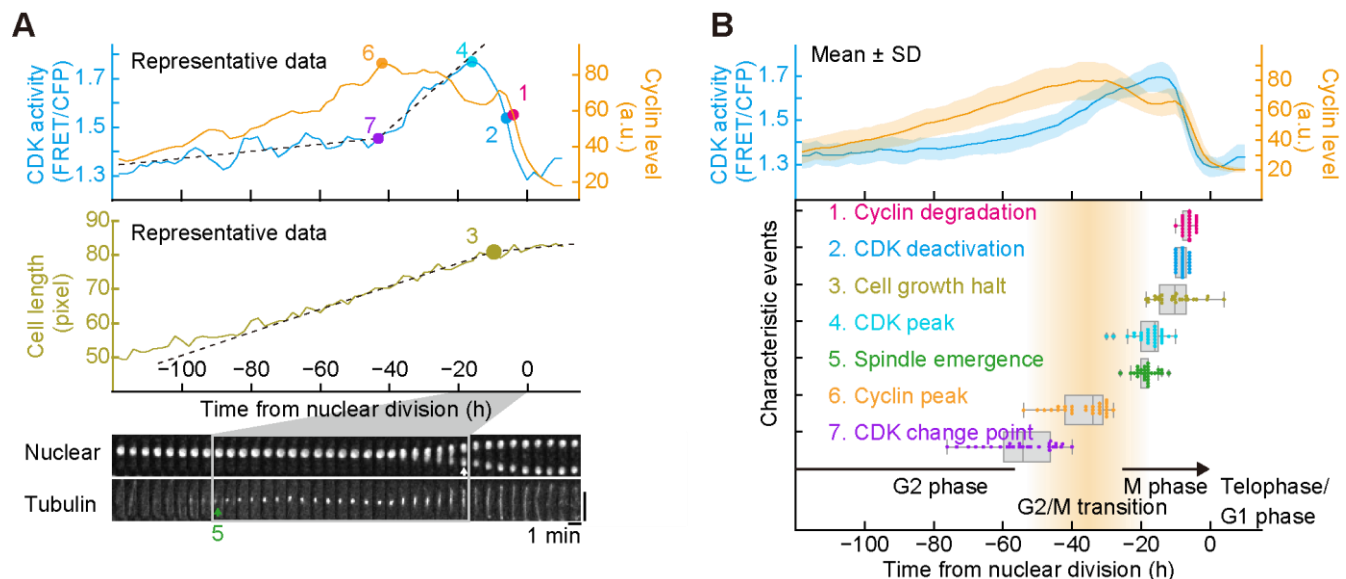 A
Representative data
6
4
1
2
7
CDK activity
(FRET/CFP)
1.7
1.5
1.3
80
60
40
20
Cyclin level
(a.u.)
Representative data
3
Cell length
(pixel)
90
80
70
60
50
−100 −80 −60 −40 −20 0
Time from nuclear division (h)
Nuclear
Tubulin
5
1 min
B
Mean ± SD
CDK activity
(FRET/CFP)
1.7
1.5
1.3
80
60
40
20
Cyclin level
(a.u.)
Characteristic events
1. Cyclin degradation
2. CDK deactivation
3. Cell growth halt
4. CDK peak
5. Spindle emergence
6. Cyclin peak
7. CDK change point
G2 phase
G2/M transition
M phase
Telophase/
G1 phase
−100 −80 −60 −40 −20 0
Time from nuclear division (h)